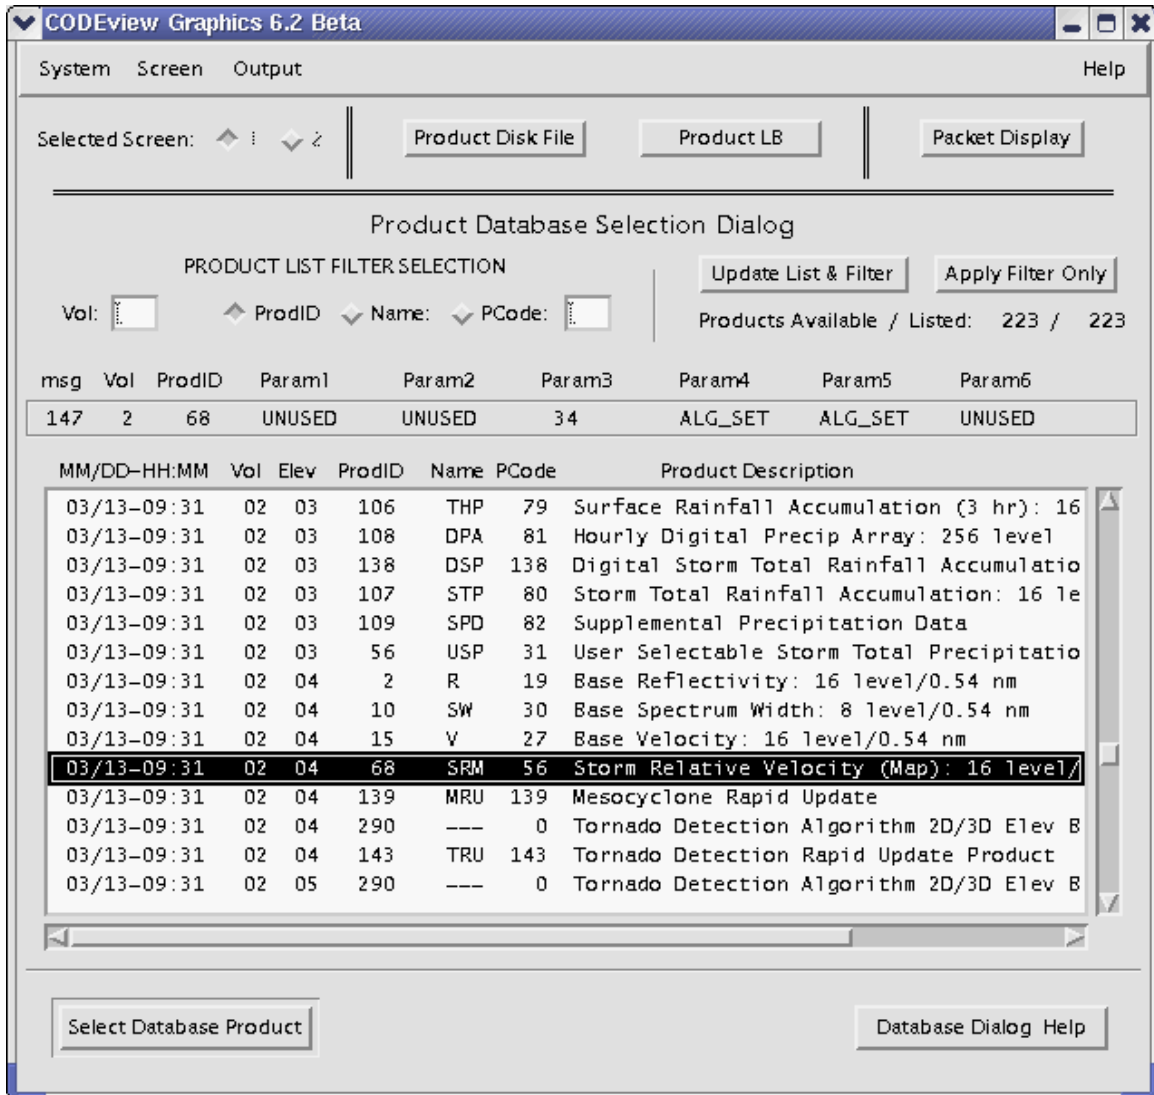 CODEview Graphics 6.2 Beta
System Screen Output Help
Selected Screen: 1 2 Product Disk File Product LB Packet Display
Product Database Selection Dialog
PRODUCT LIST FILTER SELECTION Update List & Filter Apply Filter Only
Vol: ProdID Name: PCode: Products Available / Listed: 223 / 223
msg Vol ProdID Param1 Param2 Param3 Param4 Param5 Param6
147 2 68 UNUSED UNUSED 34 ALG_SET ALG_SET UNUSED
MM/DD-HH:MM Vol Elev ProdID Name PCode Product Description
03/13-09:31 02 03 106 THP 79 Surface Rainfall Accumulation (3 hr): 16
03/13-09:31 02 03 108 DPA 81 Hourly Digital Precip Array: 256 level
03/13-09:31 02 03 138 DSP 138 Digital Storm Total Rainfall Accumulatio
03/13-09:31 02 03 107 STP 80 Storm Total Rainfall Accumulation: 16 le
03/13-09:31 02 03 109 SPD 82 Supplemental Precipitation Data
03/13-09:31 02 03 56 USP 31 User Selectable Storm Total Precipitatio
03/13-09:31 02 04 2 R 19 Base Reflectivity: 16 level/0.54 nm
03/13-09:31 02 04 10 SW 30 Base Spectrum Width: 8 level/0.54 nm
03/13-09:31 02 04 15 V 27 Base Velocity: 16 level/0.54 nm
03/13-09:31 02 04 68 SRM 56 Storm Relative Velocity (Map): 16 level/
03/13-09:31 02 04 139 MRU 139 Mesocyclone Rapid Update
03/13-09:31 02 04 290 --- 0 Tornado Detection Algorithm 2D/3D Elev B
03/13-09:31 02 04 143 TRU 143 Tornado Detection Rapid Update Product
03/13-09:31 02 05 290 --- 0 Tornado Detection Algorithm 2D/3D Elev B
Select Database Product Database Dialog Help